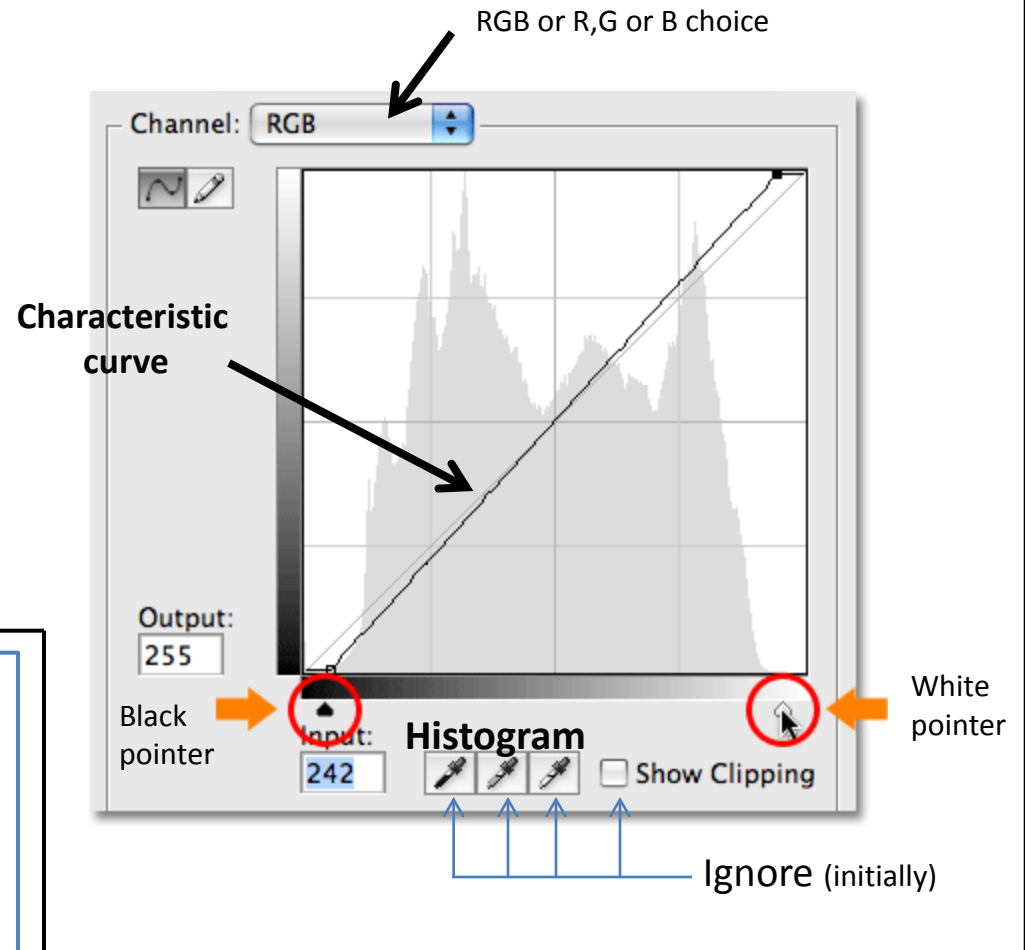 RGB or R,G or B choice
Channel: RGB
Characteristic
curve
Output:
255
Black
pointer
White
pointer
Input:
Histogram
242
Show Clipping
Ignore (initially)